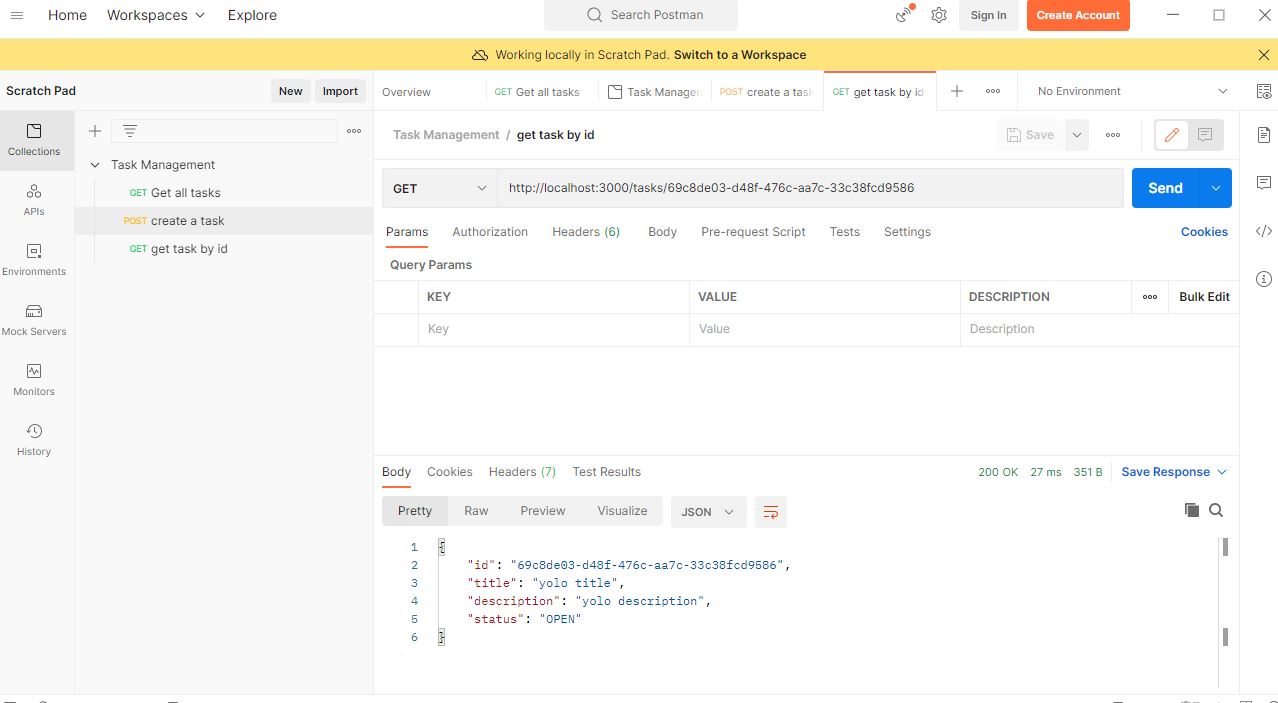 Home Workspaces Explore Search Postman Sign In Create Account
Working locally in Scratch Pad. Switch to a Workspace
Scratch Pad New Import Overview GET Get all tasks Task Manager POST create a task GET get task by id No Environment
Collections
APIs
Environments
Mock Servers
Monitors
History
Task Management
GET Get all tasks
POST create a task
GET get task by id
Task Management / get task by id Save
GET http://localhost:3000/tasks/69c8de03-d48f-476c-aa7c-33c38fcd9586 Send
Params Authorization Headers (6) Body Pre-request Script Tests Settings Cookies
Query Params
KEY VALUE DESCRIPTION Bulk Edit
Key Value Description
Body Cookies Headers (7) Test Results 200 OK 27 ms 351 B Save Response
Pretty Raw Preview Visualize JSON
1 {
2 "id": "69c8de03-d48f-476c-aa7c-33c38fcd9586",
3 "title": "yolo title",
4 "description": "yolo description",
5 "status": "OPEN"
6 }